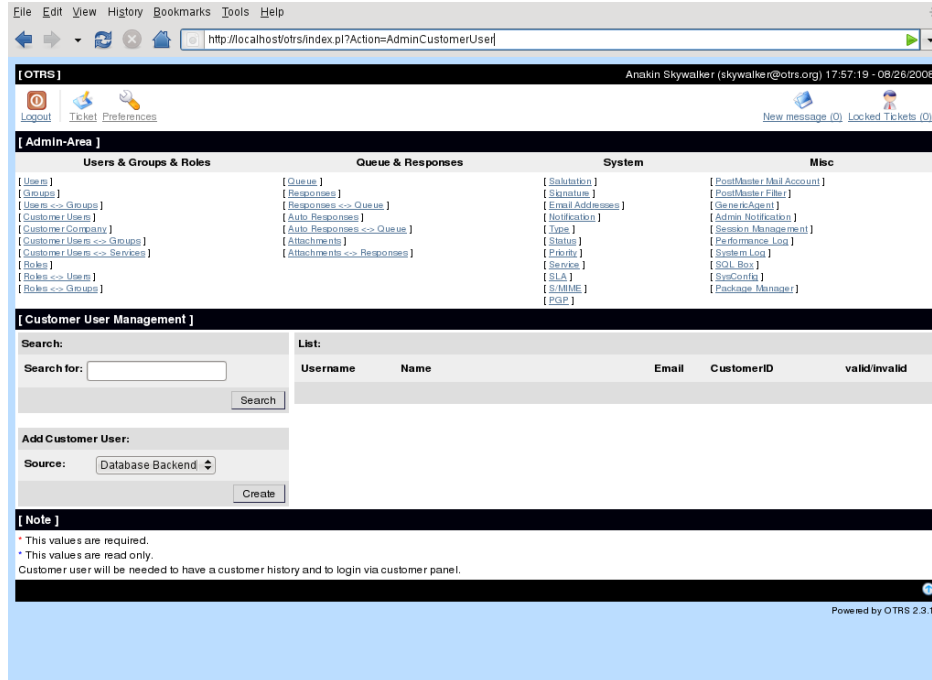 File Edit View History Bookmarks Tools Help
http://localhost/otrs/index.pl?Action=AdminCustomerUser
[ OTRS ] Anakin Skywalker (skywalker@otrs.org) 17:57:19 - 08/26/2008
Logout Ticket Preferences New message (0) Locked Tickets (0)
[ Admin-Area ]
Users & Groups & Roles Queue & Responses System Misc
[ Users ] [ Queue ] [ Salutation ] [ PostMaster Mail Account ]
[ Groups ] [ Responses ] [ Signature ] [ PostMaster Filter ]
[ Users <-> Groups ] [ Responses <-> Queue ] [ Email Addresses ] [ GenericAgent ]
[ Customer Users ] [ Auto Responses ] [ Notification ] [ Admin Notification ]
[ Customer Company ] [ Auto Responses <-> Queue ] [ Type ] [ Session Management ]
[ Customer Users <-> Groups ] [ Attachments ] [ Status ] [ Performance Log ]
[ Customer Users <-> Services ] [ Attachments <-> Responses ] [ Priority ] [ System Log ]
[ Roles ] [ Service ] [ SQL Box ]
[ Roles <-> Users ] [ SLA ] [ SysConfig ]
[ Roles <-> Groups ] [ S/MIME ] [ Package Manager ]
[ PGP ]
[ Customer User Management ]
Search: List:
Search for: Username Name Email CustomerID valid/invalid
Search
Add Customer User:
Source: Database Backend
Create
[ Note ]
* This values are required.
* This values are read only.
Customer user will be needed to have a customer history and to login via customer panel.
Powered by OTRS 2.3.1